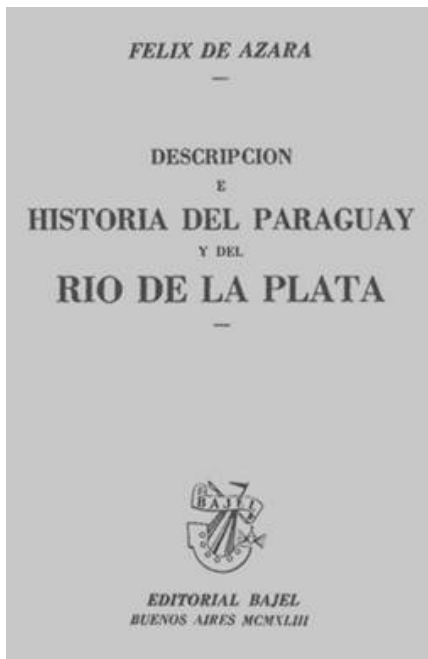 FELIX DE AZARA
DESCRIPCION
E
HISTORIA DEL PARAGUAY
Y DEL
RIO DE LA PLATA
BAJEL
EDITORIAL BAJEL
BUENOS AIRES MCMXLIII